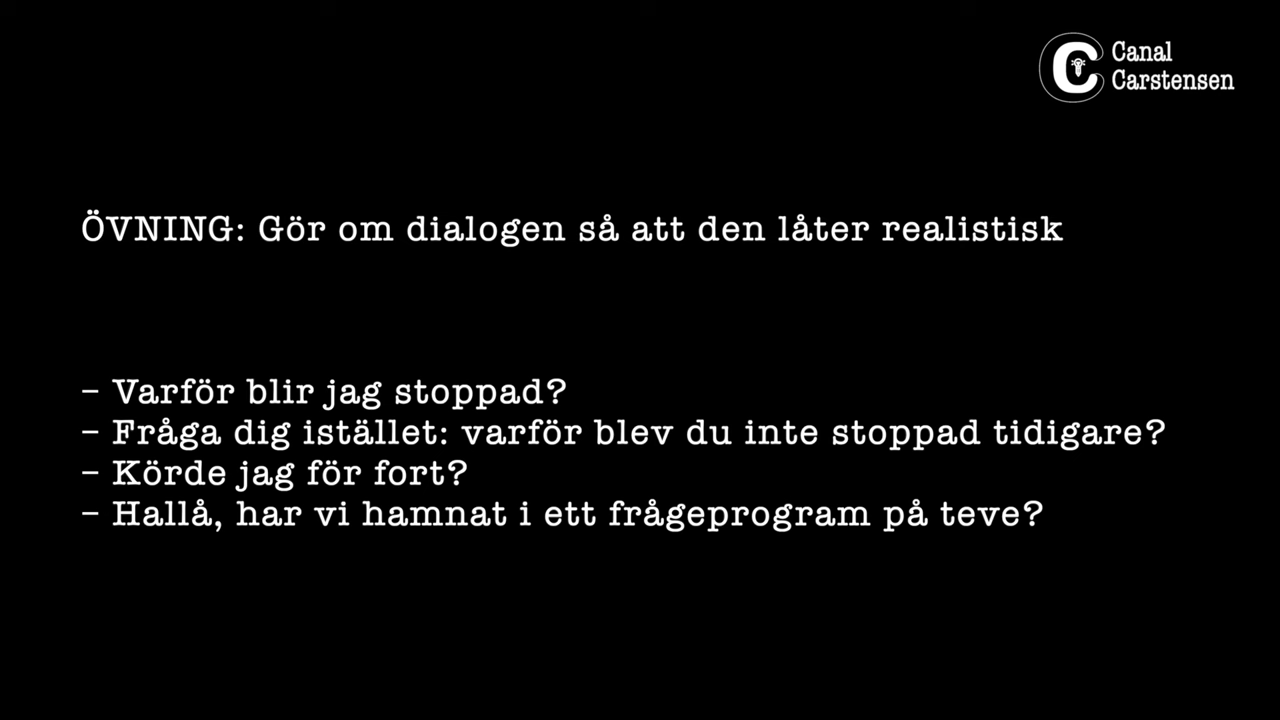 Canal
Carstensen
ÖVNING: Gör om dialogen så att den låter realistisk
– Varför blir jag stoppad?
– Fråga dig istället: varför blev du inte stoppad tidigare?
– Körde jag för fort?
– Hallå, har vi hamnat i ett frågeprogram på teve?